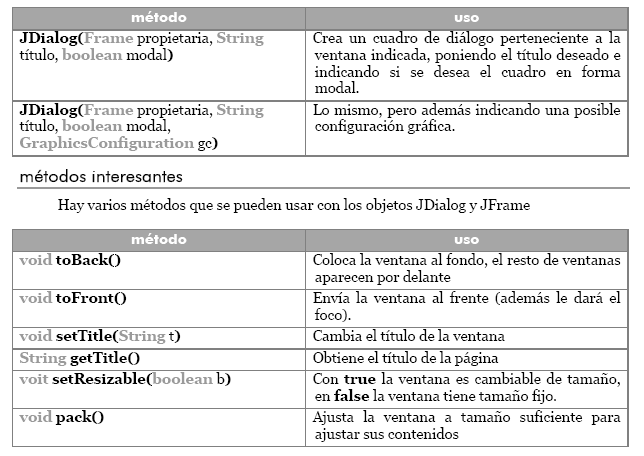 método uso
JDialog(Frame propietaria, String Crea un cuadro de diálogo perteneciente a la
título, boolean modal) ventana indicada, poniendo el título deseado e
indicando si se desea el cuadro en forma
modal.
JDialog(Frame propietaria, String Lo mismo, pero además indicando una posible
título, boolean modal, configuración gráfica.
GraphicsConfiguration gc)
métodos interesantes
Hay varios métodos que se pueden usar con los objetos JDialog y JFrame
método uso
void toBack() Coloca la ventana al fondo, el resto de ventanas
aparecen por delante
void toFront() Envía la ventana al frente (además le dará el
foco).
void setTitle(String t) Cambia el título de la ventana
String getTitle() Obtiene el título de la página
voit setResizable(boolean b) Con true la ventana es cambiable de tamaño,
en false la ventana tiene tamaño fijo.
void pack() Ajusta la ventana a tamaño suficiente para
ajustar sus contenidos